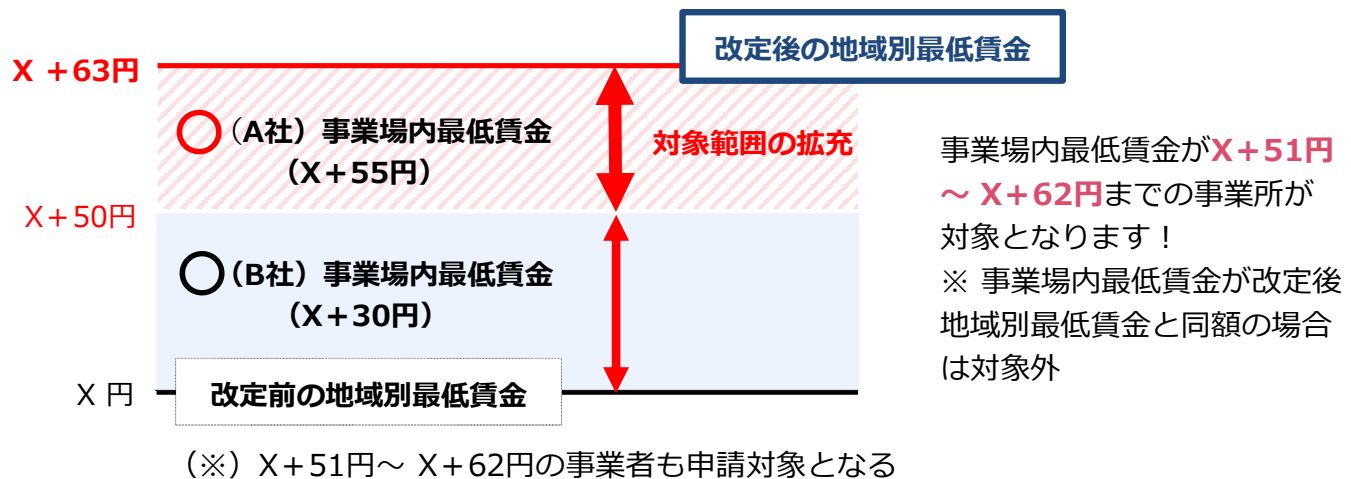 改定後の地域別最低賃金
X +63円
(A社)事業場内最低賃金
(X+55円)
対象範囲の拡充
X+50円
(B社)事業場内最低賃金
(X+30円)
X 円
改定前の地域別最低賃金
事業場内最低賃金がX+51円
～ X+62円までの事業所が
対象となります!
※ 事業場内最低賃金が改定後
地域別最低賃金と同額の場合
は対象外
(※)X+51円～ X+62円の事業者も申請対象となる